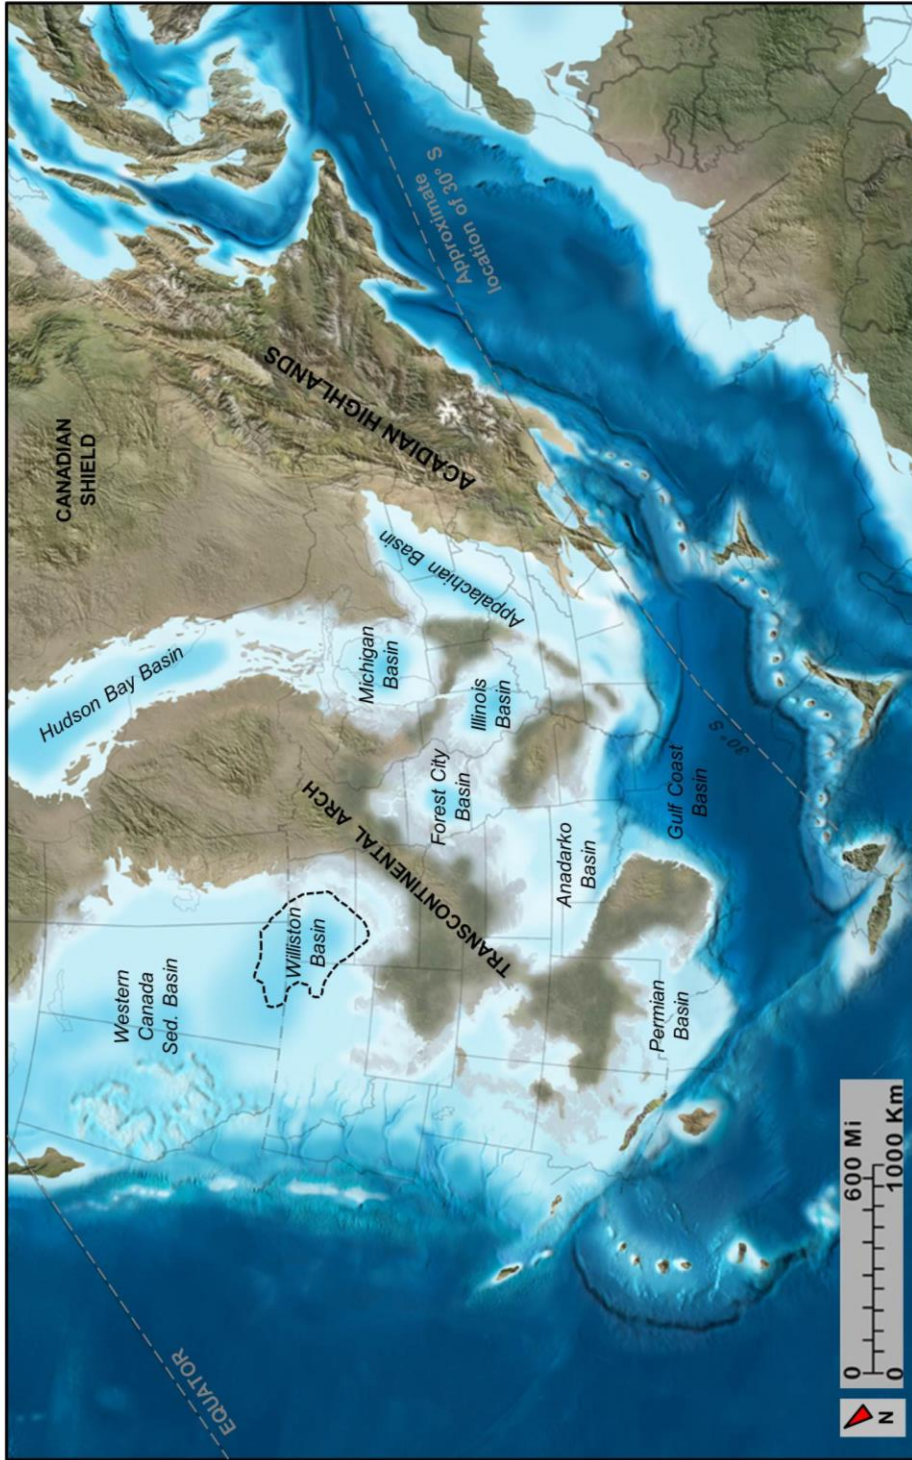 CANADIAN
SHIELD
ACADIAN HIGHLANDS
Approximate
location of 30° S
Hudson Bay Basin
Michigan
Basin
Appalachian Basin
Illinois
Basin
Forest City
Basin
TRANSCONTINENTAL ARCH
Western
Canada
Sed. Basin
Williston
Basin
Anadarko
Basin
Gulf Coast
Basin
30° S
Permian
Basin
EQUATOR
N
0 600 Mi
0 1000 Km